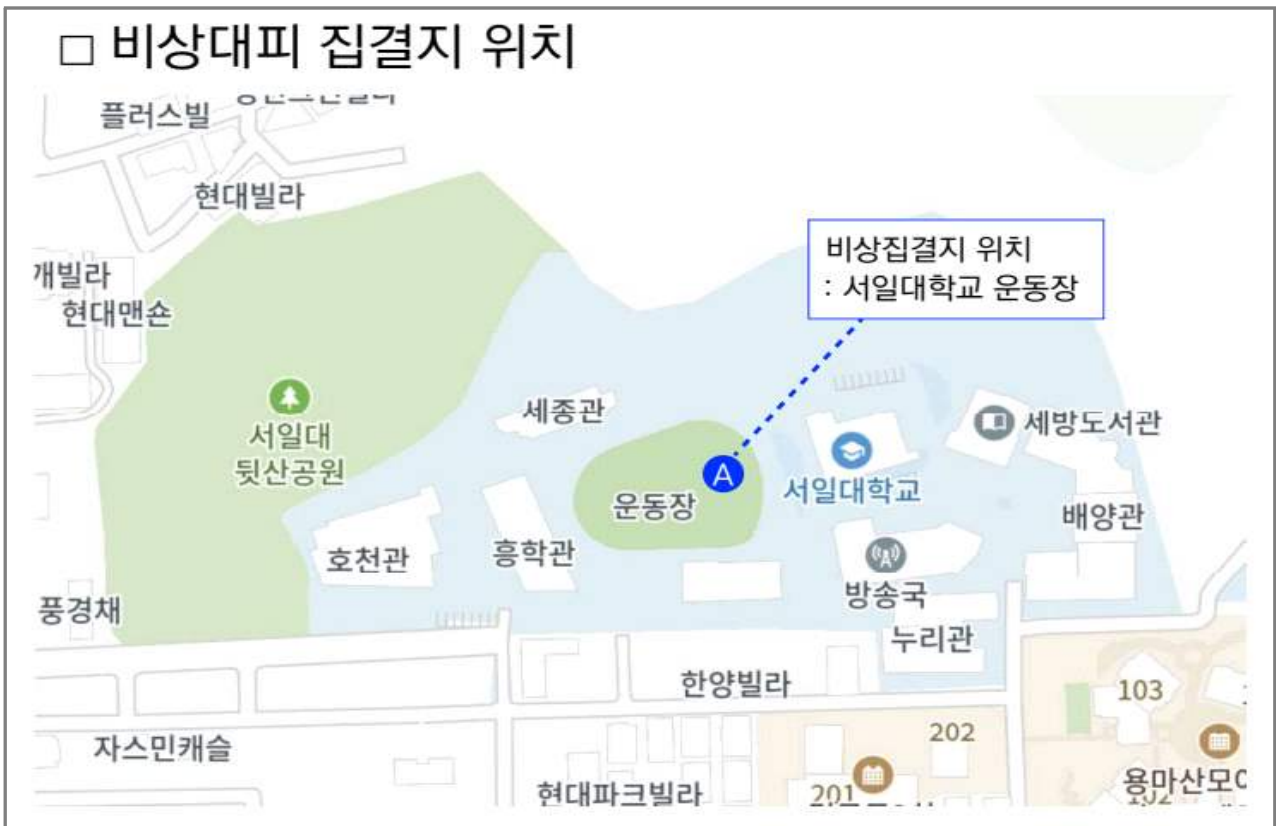 □ 비상대피 집결지 위치
플러스빌
현대빌라
비상집결지 위치
: 서일대학교 운동장
개빌라
현대맨숀
세종관
세방도서관
서일대
뒷산공원
A
서일대학교
운동장
배양관
호천관
흥학관
방송국
풍경채
누리관
한양빌라
103
202
자스민캐슬
현대파크빌라
201
용마산모아
102